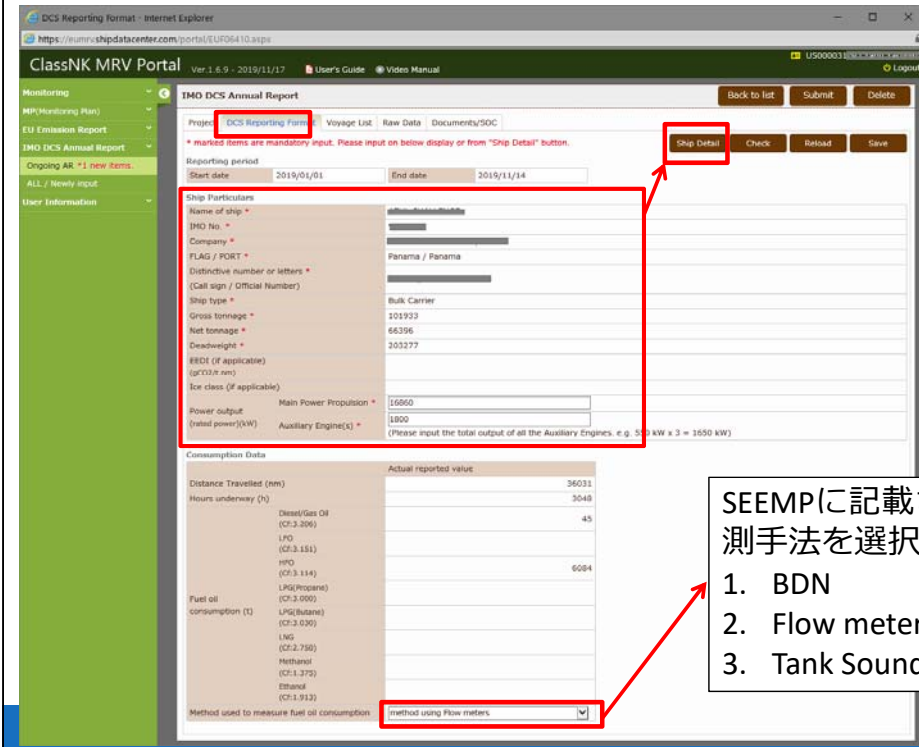 DCS Reporting Format - Internet Explorer
https://eumrv.shipdatacenter.com/portal/EUF06410.aspx
ClassNK MRV Portal Ver.1.6.9 - 2019/11/17 User's Guide Video Manual
US000031
Logout
Monitoring
MP(Monitoring Plan)
EU Emission Report
IMO DCS Annual Report
Ongoing AR *1 new items.
ALL / Newly input
User Information
IMO DCS Annual Report Back to list Submit Delete
Project DCS Reporting Format Voyage List Raw Data Documents/SOC
* marked items are mandatory input. Please input on below display or from "Ship Detail" button. Ship Detail Check Reload Save
Reporting period
Start date 2019/01/01 End date 2019/11/14
Ship Particulars
Name of ship *
IMO No. *
Company *
FLAG / PORT * Panama / Panama
Distinctive number or letters *
(Call sign / Official Number)
Ship type * Bulk Carrier
Gross tonnage * 101933
Net tonnage * 66396
Deadweight * 203277
EEDI (if applicable)
(gCO2/t nm)
Ice class (if applicable)
Power output
(rated power)(kW)
Main Power Propulsion * 16860
Auxiliary Engine(s) * 1800
(Please input the total output of all the Auxiliary Engines. e.g. 550 kW x 3 = 1650 kW)
Consumption Data
Actual reported value
Distance Travelled (nm) 36031
Hours underway (h) 3048
Fuel oil
consumption (t)
Diesel/Gas Oil
(Cf:3.206) 45
LFO
(Cf:3.151)
HFO
(Cf:3.114) 6084
LPG(Propane)
(Cf:3.000)
LPG(Butane)
(Cf:3.030)
LNG
(Cf:2.750)
Methanol
(Cf:1.375)
Ethanol
(Cf:1.913)
Method used to measure fuel oil consumption method using Flow meters
SEEMPに記載
測手法を選択
1. BDN
2. Flow meter
3. Tank Sound